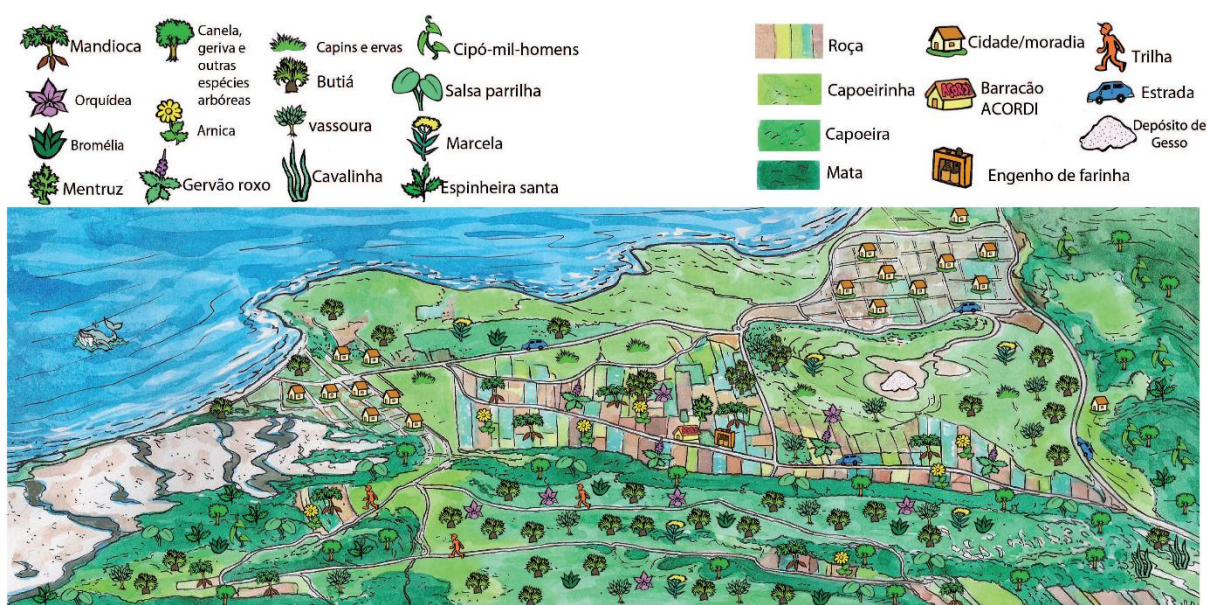 Mandioca
Orquídea
Bromélia
Mentruz
Canela,
geriva e
outras
espécies
arbóreas
Arnica
Gervão roxo
Capins e ervas
Butiá
vassoura
Cavalinha
Cipó-mil-homens
Salsa parrilha
Marcela
Espinheira santa
Roça
Capoeirinha
Capoeira
Mata
Cidade/moradia
Barracão
ACORDI
Engenho de farinha
Trilha
Estrada
Depósito de
Gesso